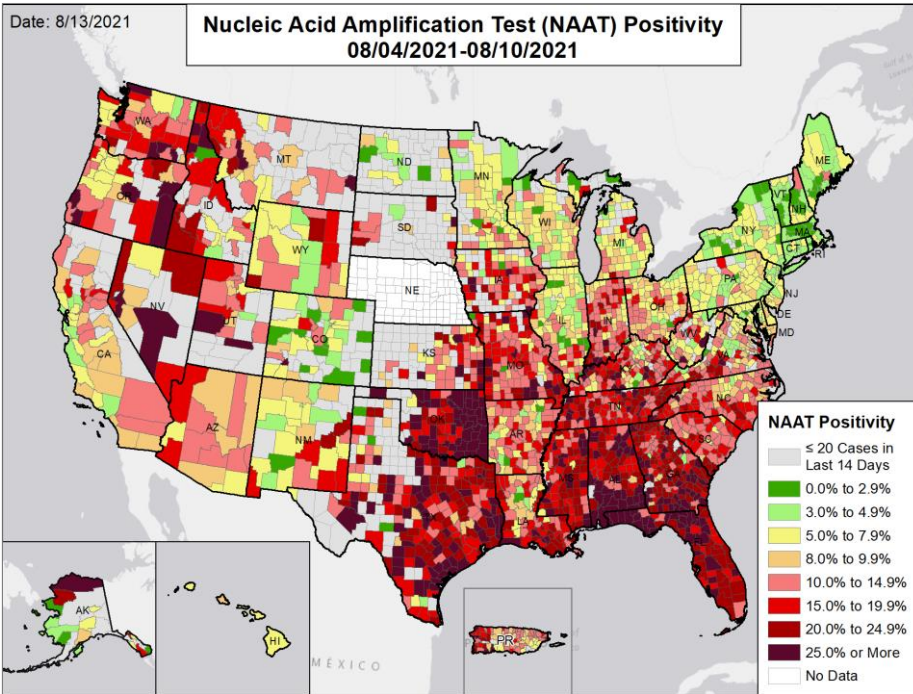 Date: 8/13/2021
Nucleic Acid Amplification Test (NAAT) Positivity
08/04/2021-08/10/2021
WA
MT
ND
MN
ME
VT
NH
OR
ID
SD
WI
MI
NY
MA
CT
RI
WY
IA
PA
NJ
NE
OH
DE
MD
NV
UT
CO
IL
IN
WV
VA
KS
MO
KY
CA
NC
TN
OK
AR
SC
AZ
NM
MS
AL
GA
TX
LA
FL
AK
HI
PR
MÉXICO
NAAT Positivity
≤ 20 Cases in
Last 14 Days
0.0% to 2.9%
3.0% to 4.9%
5.0% to 7.9%
8.0% to 9.9%
10.0% to 14.9%
15.0% to 19.9%
20.0% to 24.9%
25.0% or More
No Data